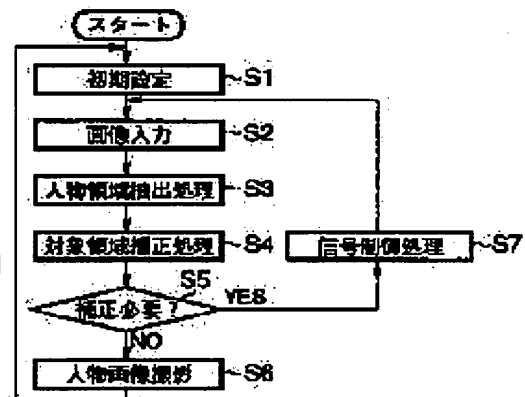 スタート
初期設定 S1
画像入力 S2
人物領域抽出処理 S3
対象領域補正処理 S4
信号制御処理 S7
補正必要? S5 YES
NO
人物画像撮影 S6